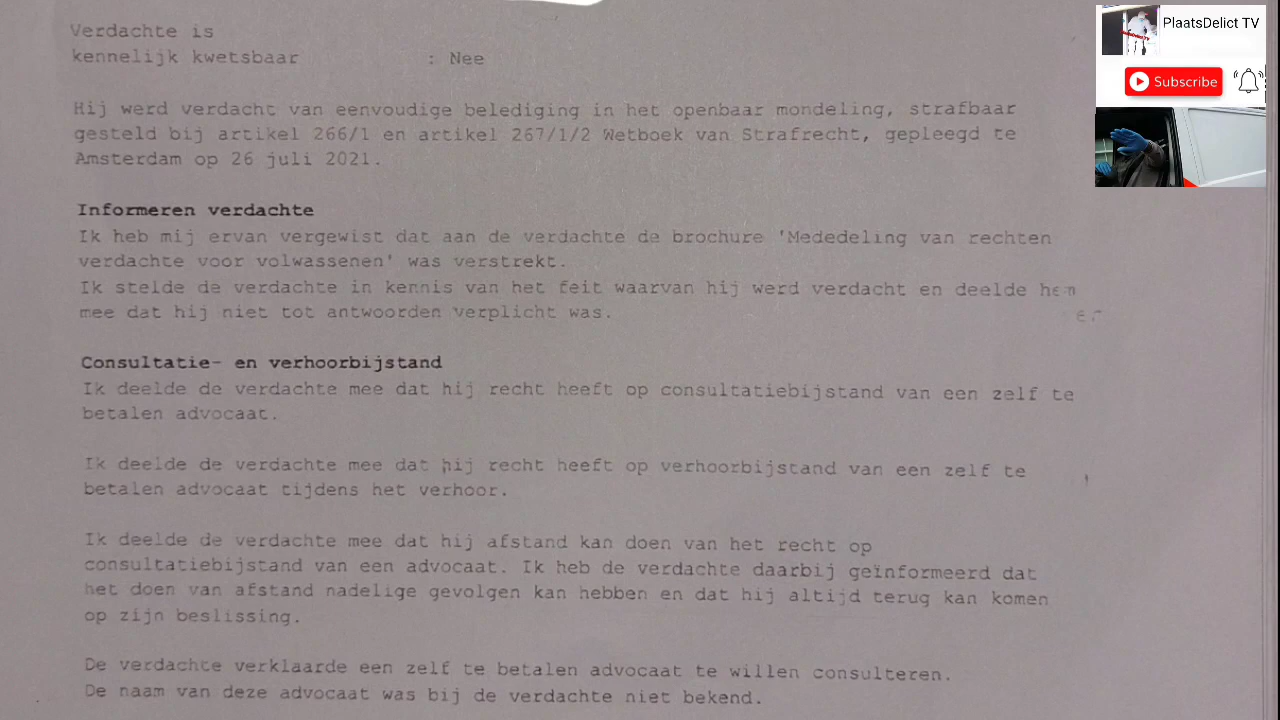 Verdachte is
kennelijk kwetsbaar : Nee
Hij werd verdacht van eenvoudige belediging in het openbaar mondeling, strafbaar
gesteld bij artikel 266/1 en artikel 267/1/2 Wetboek van Strafrecht, gepleegd te
Amsterdam op 26 juli 2021.
Informeren verdachte
Ik heb mij ervan vergewist dat aan de verdachte de brochure 'Mededeling van rechten
verdachte voor volwassenen' was verstrekt.
Ik stelde de verdachte in kennis van het feit waarvan hij werd verdacht en deelde hem
mee dat hij niet tot antwoorden verplicht was.
Consultatie- en verhoorbijstand
Ik deelde de verdachte mee dat hij recht heeft op consultatiebijstand van een zelf te
betalen advocaat.
Ik deelde de verdachte mee dat hij recht heeft op verhoorbijstand van een zelf te
betalen advocaat tijdens het verhoor.
Ik deelde de verdachte mee dat hij afstand kan doen van het recht op
consultatiebijstand van een advocaat. Ik heb de verdachte daarbij geïnformeerd dat
het doen van afstand nadelige gevolgen kan hebben en dat hij altijd terug kan komen
op zijn beslissing.
De verdachte verklaarde een zelf te betalen advocaat te willen consulteren.
De naam van deze advocaat was bij de verdachte niet bekend.
PlaatsDelict TV
Subscribe